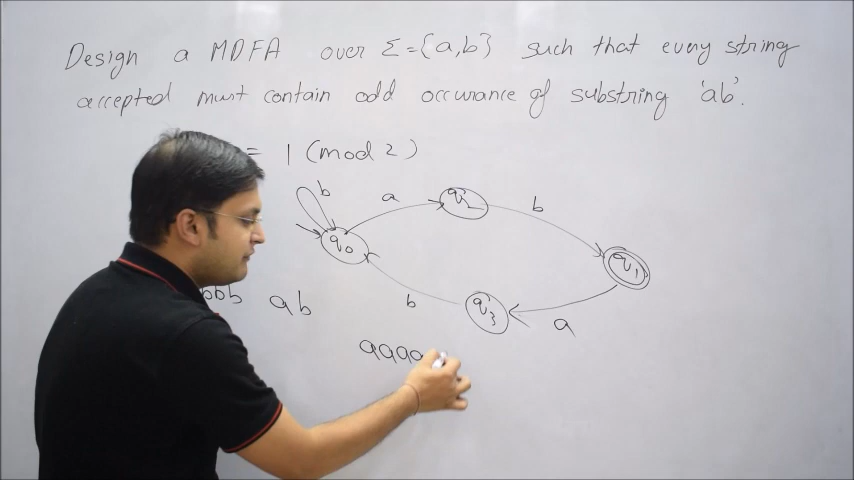 Design a MDFA over Σ={a,b} such that every string
accepted must contain odd occurance of substring 'ab'.
= 1 (mod 2)
b
a
q2
b
q0
q1
b
q3
a
bbb ab
aaaa